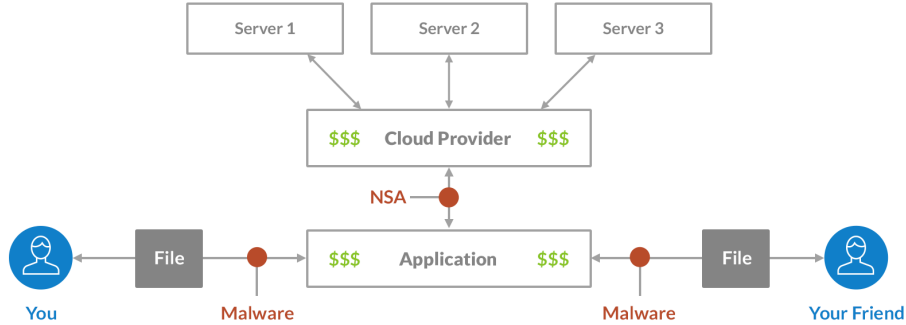 Server 1 Server 2 Server 3
$$$ Cloud Provider $$$
NSA
File $$$ Application $$$ File
You Malware Malware Your Friend